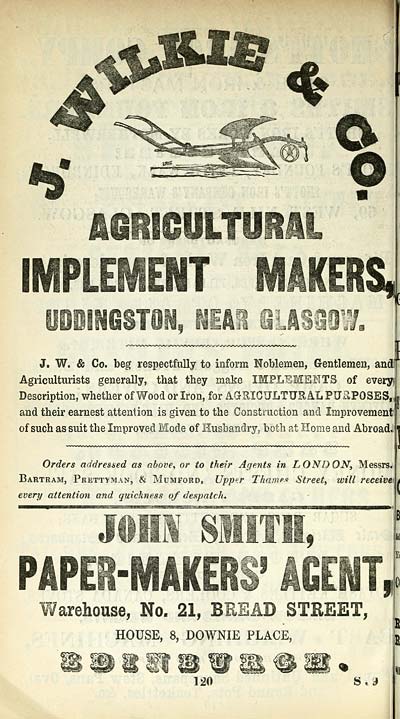 J. WILKIE & CO.
AGRICULTURAL
IMPLEMENT MAKERS,
UDDINGSTON, NEAR GLASGOW.
J. W. & Co. beg respectfully to inform Noblemen, Gentlemen, and
Agriculturists generally, that they make IMPLEMENTS of every
Description, whether of Wood or Iron, for AGRICULTURAL PURPOSES,
and their earnest attention is given to the Construction and Improvement
of such as suit the Improved Mode of Husbandry, both at Home and Abroad.
Orders addressed as above, or to their Agents in LONDON, Messrs.
BARTRAM, PRETTYMAN, & MUMFORD, Upper Thames Street, will receive
every attention and quickness of despatch.
JOHN SMITH,
PAPER-MAKERS' AGENT,
Warehouse, No. 21, BREAD STREET,
HOUSE, 8, DOWNIE PLACE,
EDINBURGH.
120